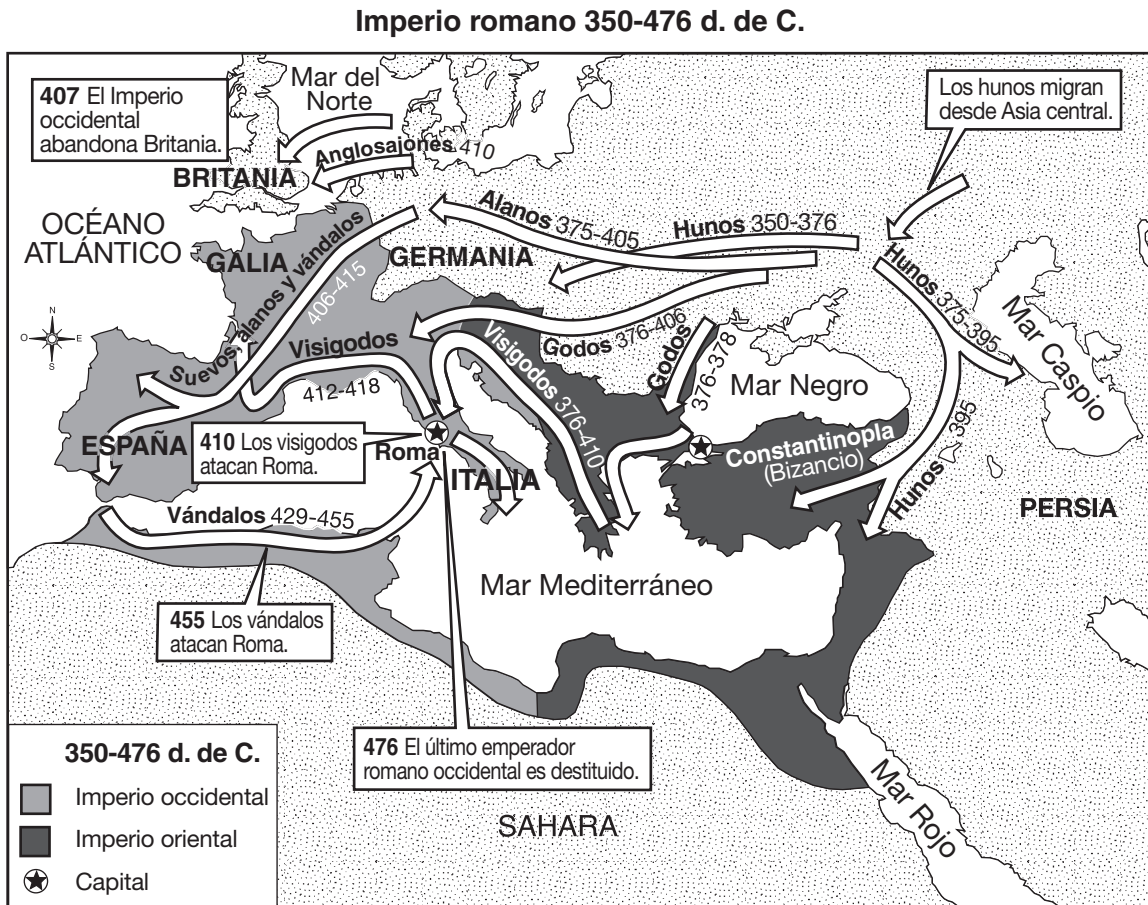 Imperio romano 350-476 d. de C.
407 El Imperio
occidental
abandona Britania.
Mar del
Norte
Los hunos migran
desde Asia central.
Anglosajones 410
BRITANIA
OCÉANO
ATLÁNTICO
Alanos 375-405
Hunos 350-376
GALIA
GERMANIA
Suevos, alanos y vándalos
406-415
Hunos
375-395
Mar Caspio
N
O
E
S
Visigodos
412-418
Godos 376-406
Visigodos 376-410
Godos
376-378
Mar Negro
ESPAÑA
410 Los visigodos
atacan Roma.
Roma
ITALIA
Constantinopla
(Bizancio)
Hunos
395
PERSIA
Vándalos 429-455
Mar Mediterráneo
455 Los vándalos
atacan Roma.
476 El último emperador
romano occidental es destituido.
350-476 d. de C.
Imperio occidental
Imperio oriental
Capital
SAHARA
Mar Rojo